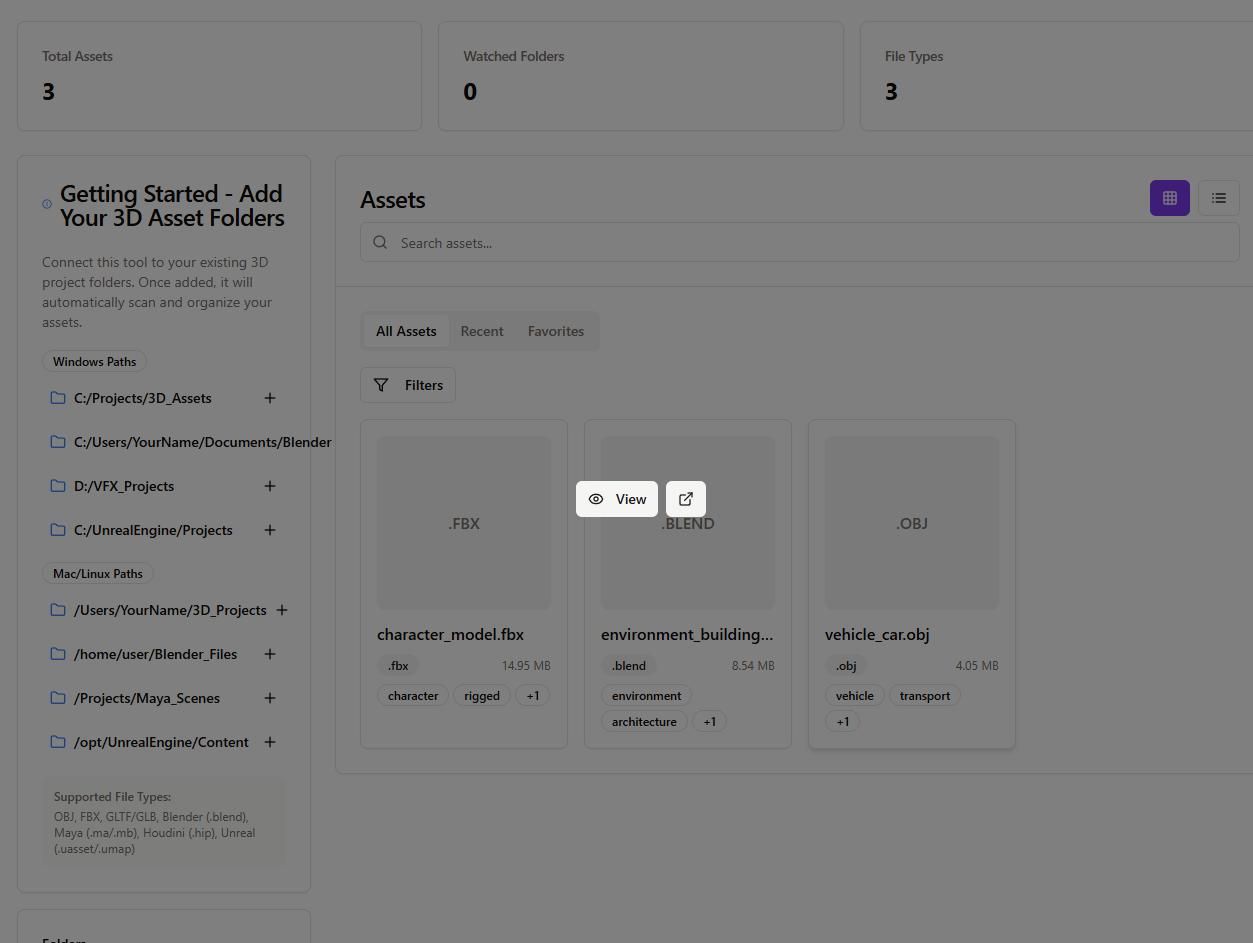 Total Assets
3
Watched Folders
0
File Types
3
Getting Started - Add
Your 3D Asset Folders
Connect this tool to your existing 3D
project folders. Once added, it will
automatically scan and organize your
assets.
Windows Paths
C:/Projects/3D_Assets
C:/Users/YourName/Documents/Blender
D:/VFX_Projects
C:/UnrealEngine/Projects
Mac/Linux Paths
/Users/YourName/3D_Projects
/home/user/Blender_Files
/Projects/Maya_Scenes
/opt/UnrealEngine/Content
Supported File Types:
OBJ, FBX, GLTF/GLB, Blender (.blend),
Maya (.ma/.mb), Houdini (.hip), Unreal
(.uasset/.umap)
Assets
Search assets...
All Assets Recent Favorites
Filters
.FBX
character_model.fbx
.fbx 14.95 MB
character rigged +1
View
.BLEND
environment_building...
.blend 8.54 MB
environment
architecture +1
.OBJ
vehicle_car.obj
.obj 4.05 MB
vehicle transport
+1